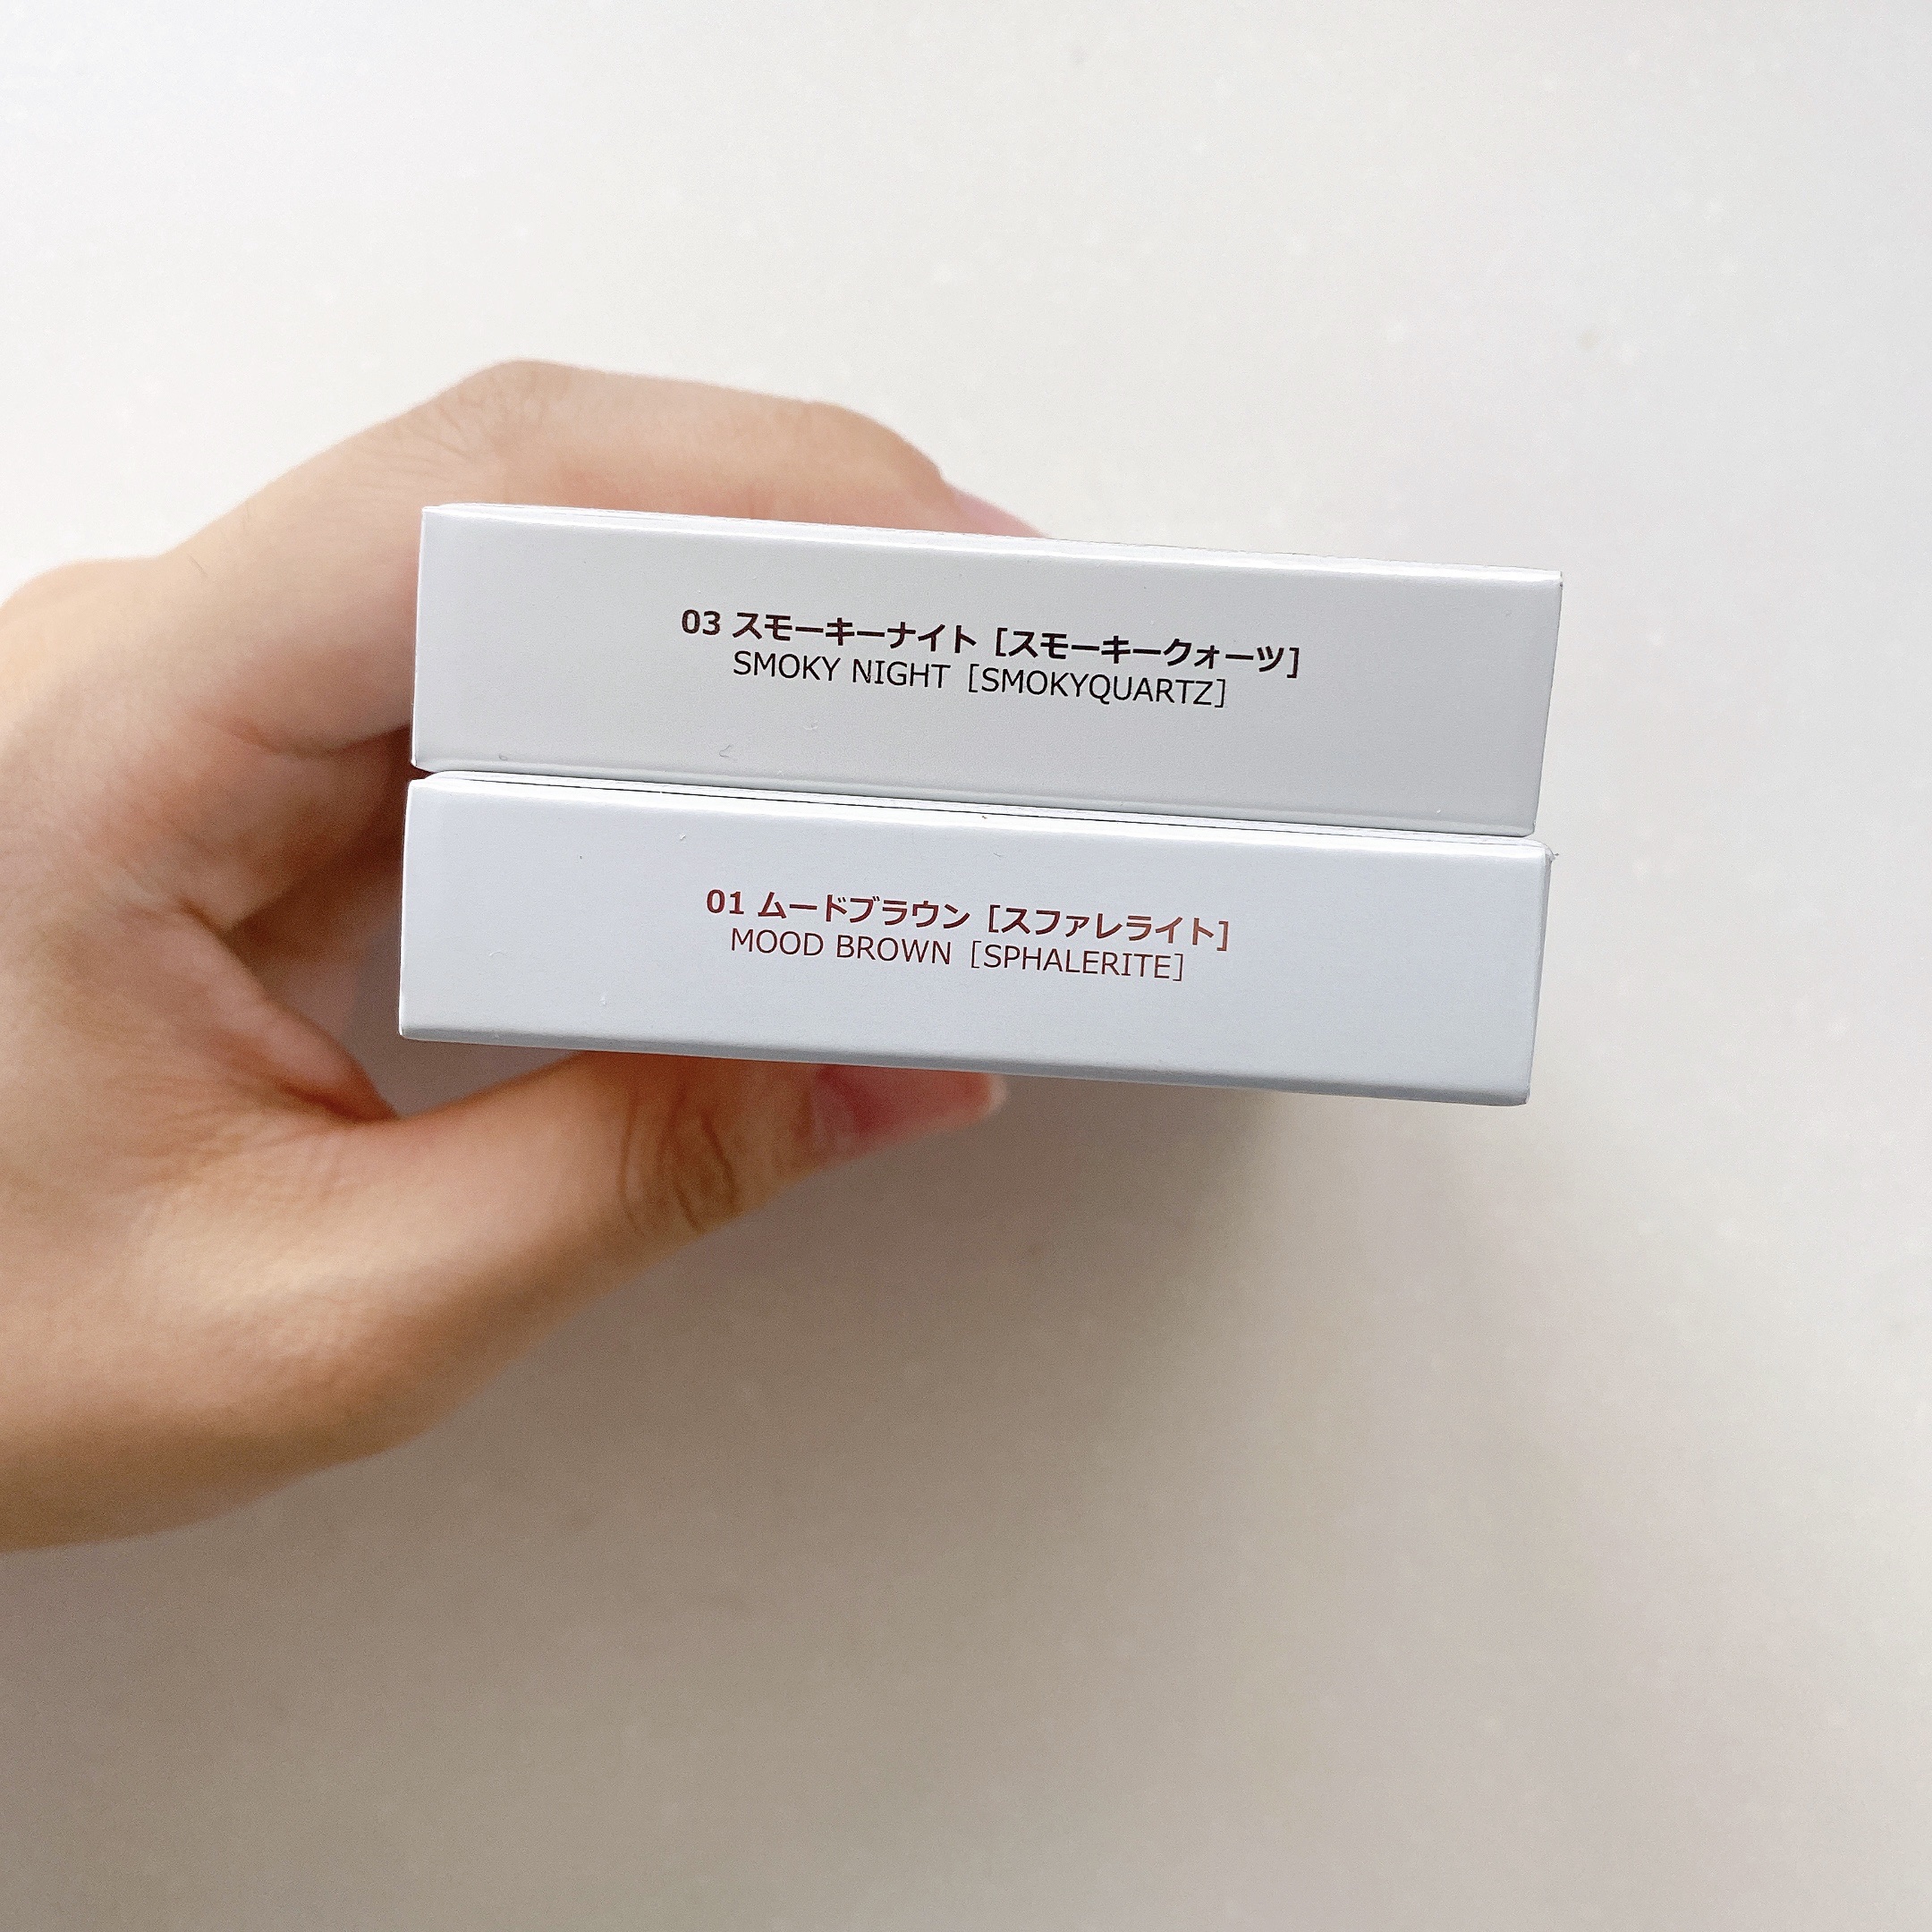 03 スモーキーナイト［スモーキークォーツ］
SMOKY NIGHT［SMOKYQUARTZ］
01 ムードブラウン［スファレライト］
MOOD BROWN［SPHALERITE］